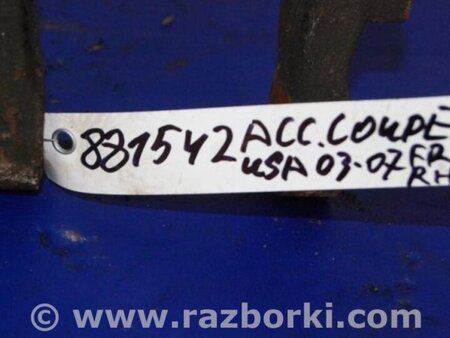 881542 ACC. COUPE
USA 03-07 FR
RH
© www.razborki.com